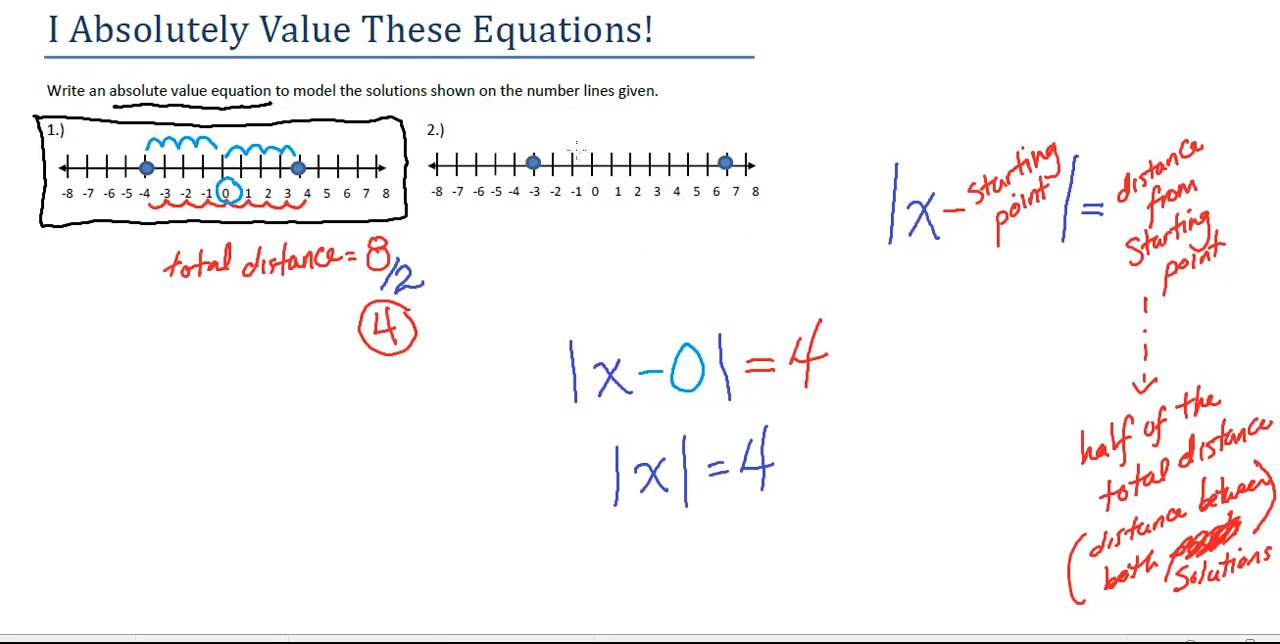 I Absolutely Value These Equations!
Write an absolute value equation to model the solutions shown on the number lines given.
1.)
-8 -7 -6 -5 -4 -3 -2 -1 0 1 2 3 4 5 6 7 8
2.)
-8 -7 -6 -5 -4 -3 -2 -1 0 1 2 3 4 5 6 7 8
total distance = 8
/2
4
|x - 0| = 4
|x| = 4
|x - starting point| = distance from starting point
half of the
total distance
(distance between
both solutions)